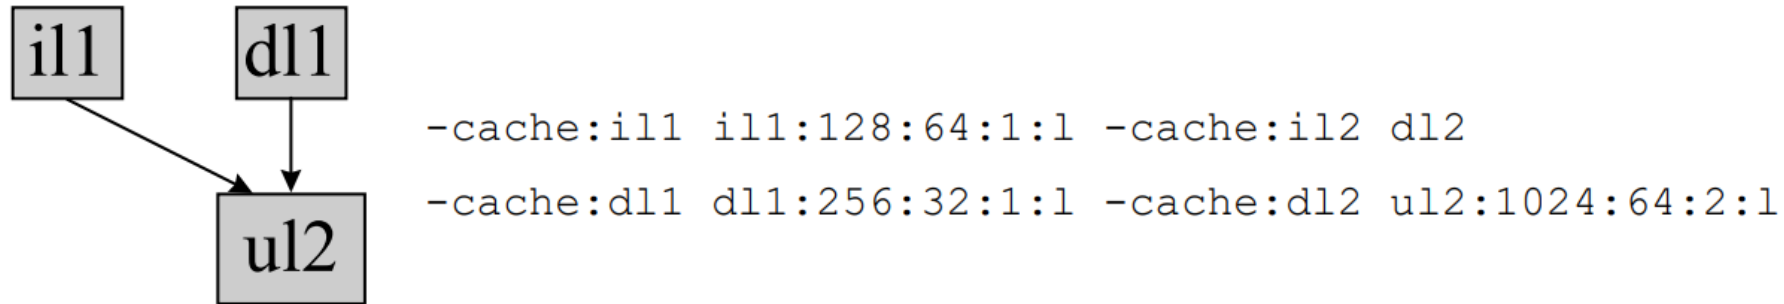 il1
dl1
ul2
-cache:il1 il1:128:64:1:l -cache:il2 dl2
-cache:dl1 dl1:256:32:1:l -cache:dl2 ul2:1024:64:2:l